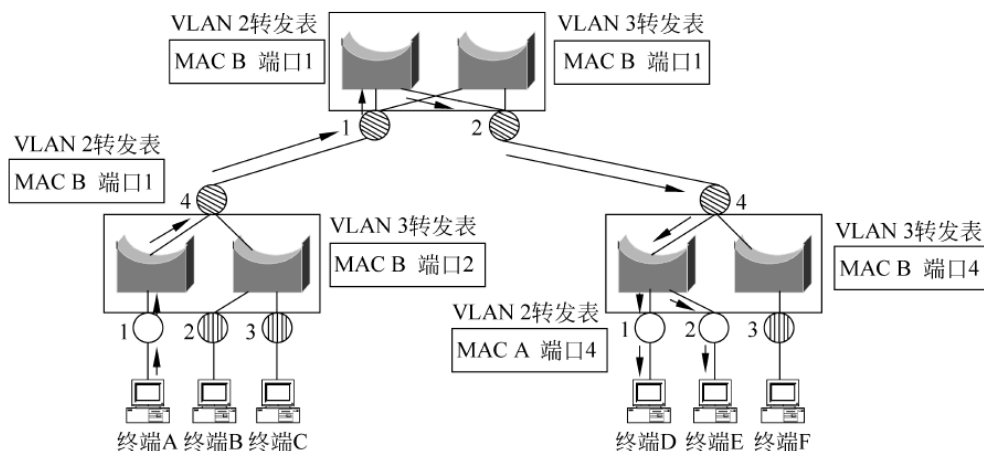 VLAN 2转发表
MAC B 端口1
VLAN 3转发表
MAC B 端口1
1
2
VLAN 2转发表
MAC B 端口1
4
4
VLAN 3转发表
MAC B 端口2
VLAN 3转发表
MAC B 端口4
VLAN 2转发表
MAC A 端口4
1
2
3
1
2
3
终端A
终端B
终端C
终端D
终端E
终端F